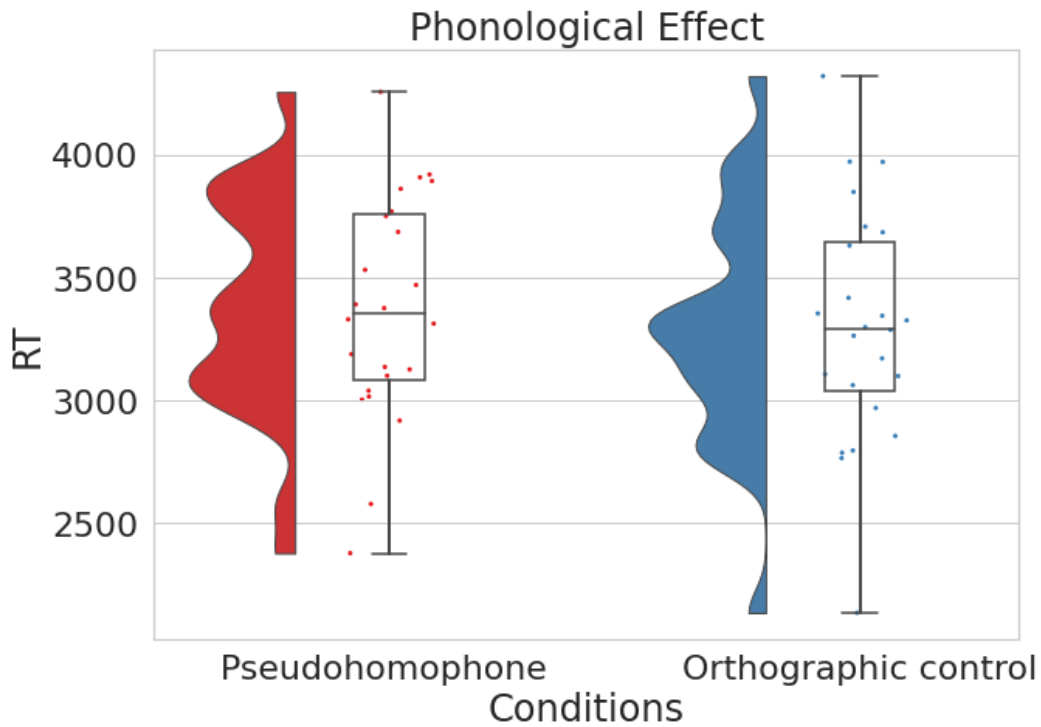 Phonological Effect
4000
3500
3000
2500
RT
Pseudohomophone
Orthographic control
Conditions